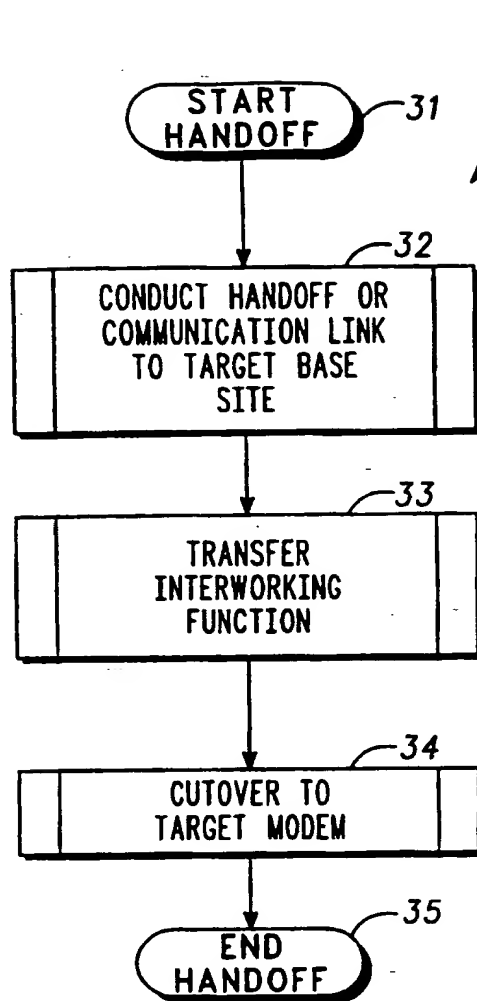 START
HANDOFF
31
32
CONDUCT HANDOFF OR
COMMUNICATION LINK
TO TARGET BASE
SITE
33
TRANSFER
INTERWORKING
FUNCTION
34
CUTOVER TO
TARGET MODEM
35
END
HANDOFF